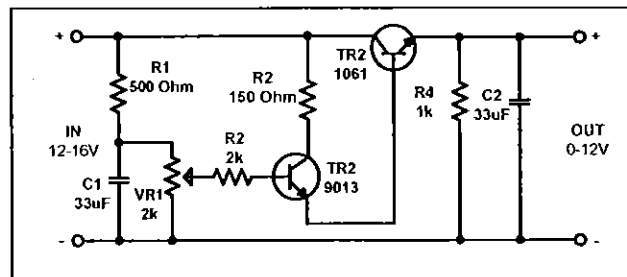 +
R1
500 Ohm
R2
150 Ohm
TR2
1061
R4
1k
C2
33uF
+
IN
12-16V
OUT
0-12V
C1
33uF
VR1
2k
R2
2k
TR2
9013
-
-